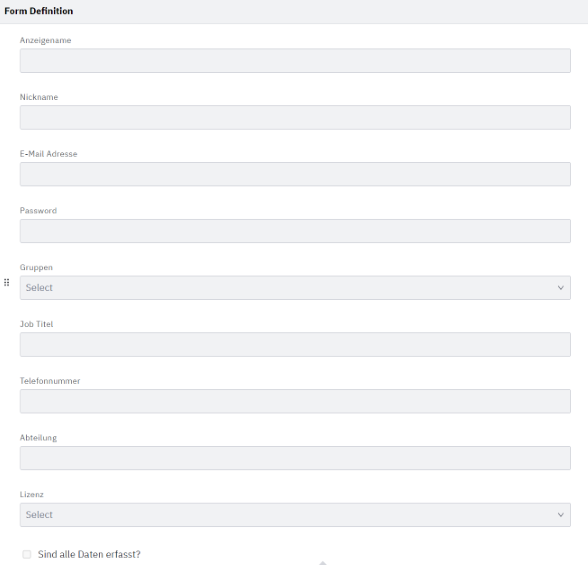 Form Definition
Anzeigename
Nickname
E-Mail Adresse
Password
Gruppen
Select
Job Titel
Telefonnummer
Abteilung
Lizenz
Select
Sind alle Daten erfasst?